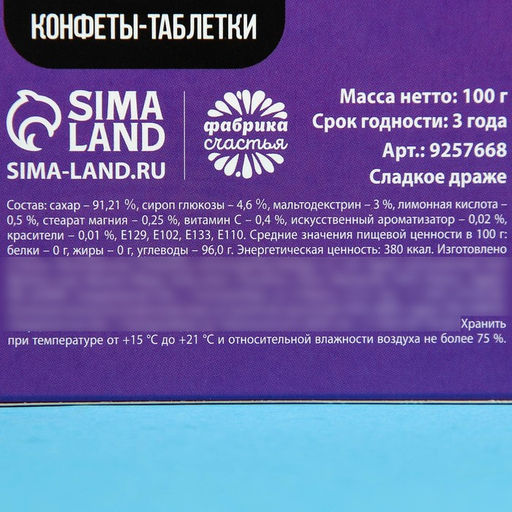 КОНФЕТЫ-ТАБЛЕТКИ
SIMA
LAND
SIMA-LAND.RU
фабрика
счастья
Масса нетто: 100 г
Срок годности: 3 года
Арт.: 9257668
Сладкое драже
Состав: сахар – 91,21 %, сироп глюкозы – 4,6 %, мальтодекстрин – 3 %, лимонная кислота –
0,5 %, стеарат магния – 0,25 %, витамин С – 0,4 %, искусственный ароматизатор – 0,02 %,
красители – 0,01 %, E129, E102, E133, E110. Средние значения пищевой ценности в 100 г:
белки – 0 г, жиры – 0 г, углеводы – 96,0 г. Энергетическая ценность: 380 ккал. Изготовлено
Хранить
при температуре от +15 °C до +21 °C и относительной влажности воздуха не более 75 %.